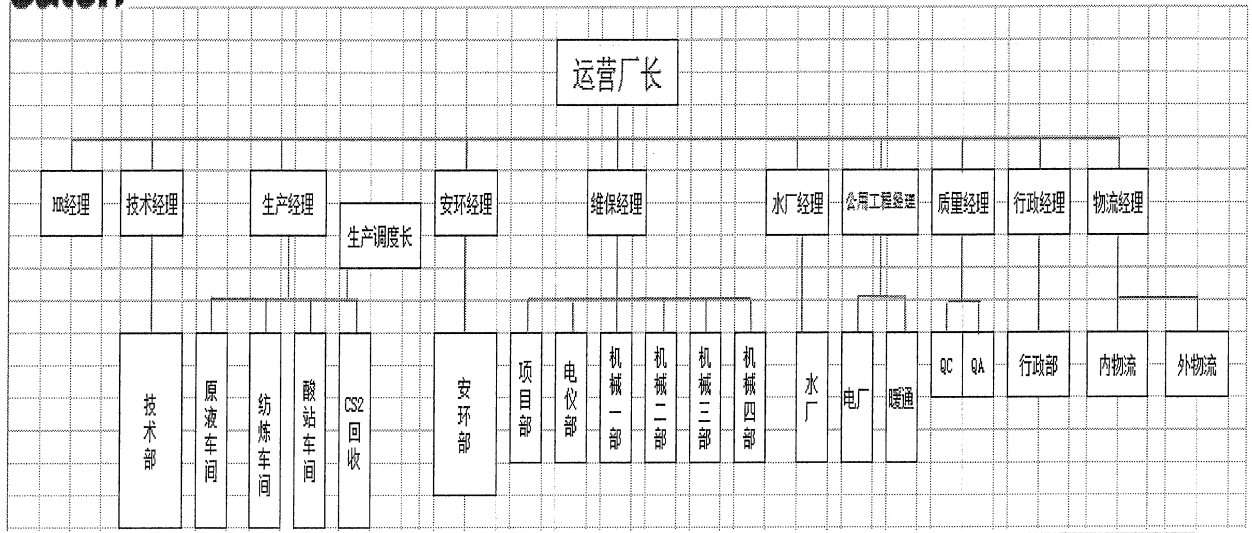 运营厂长
HR经理
技术经理
生产经理
生产调度长
安环经理
维保经理
水厂经理
公用工程经理
质量经理
行政经理
物流经理
技术部
原液车间
纺炼车间
酸站车间
CS2回收
安环部
项目部
电仪部
机械一部
机械二部
机械三部
机械四部
水厂
电厂
暖通
QC
QA
行政部
内物流
外物流